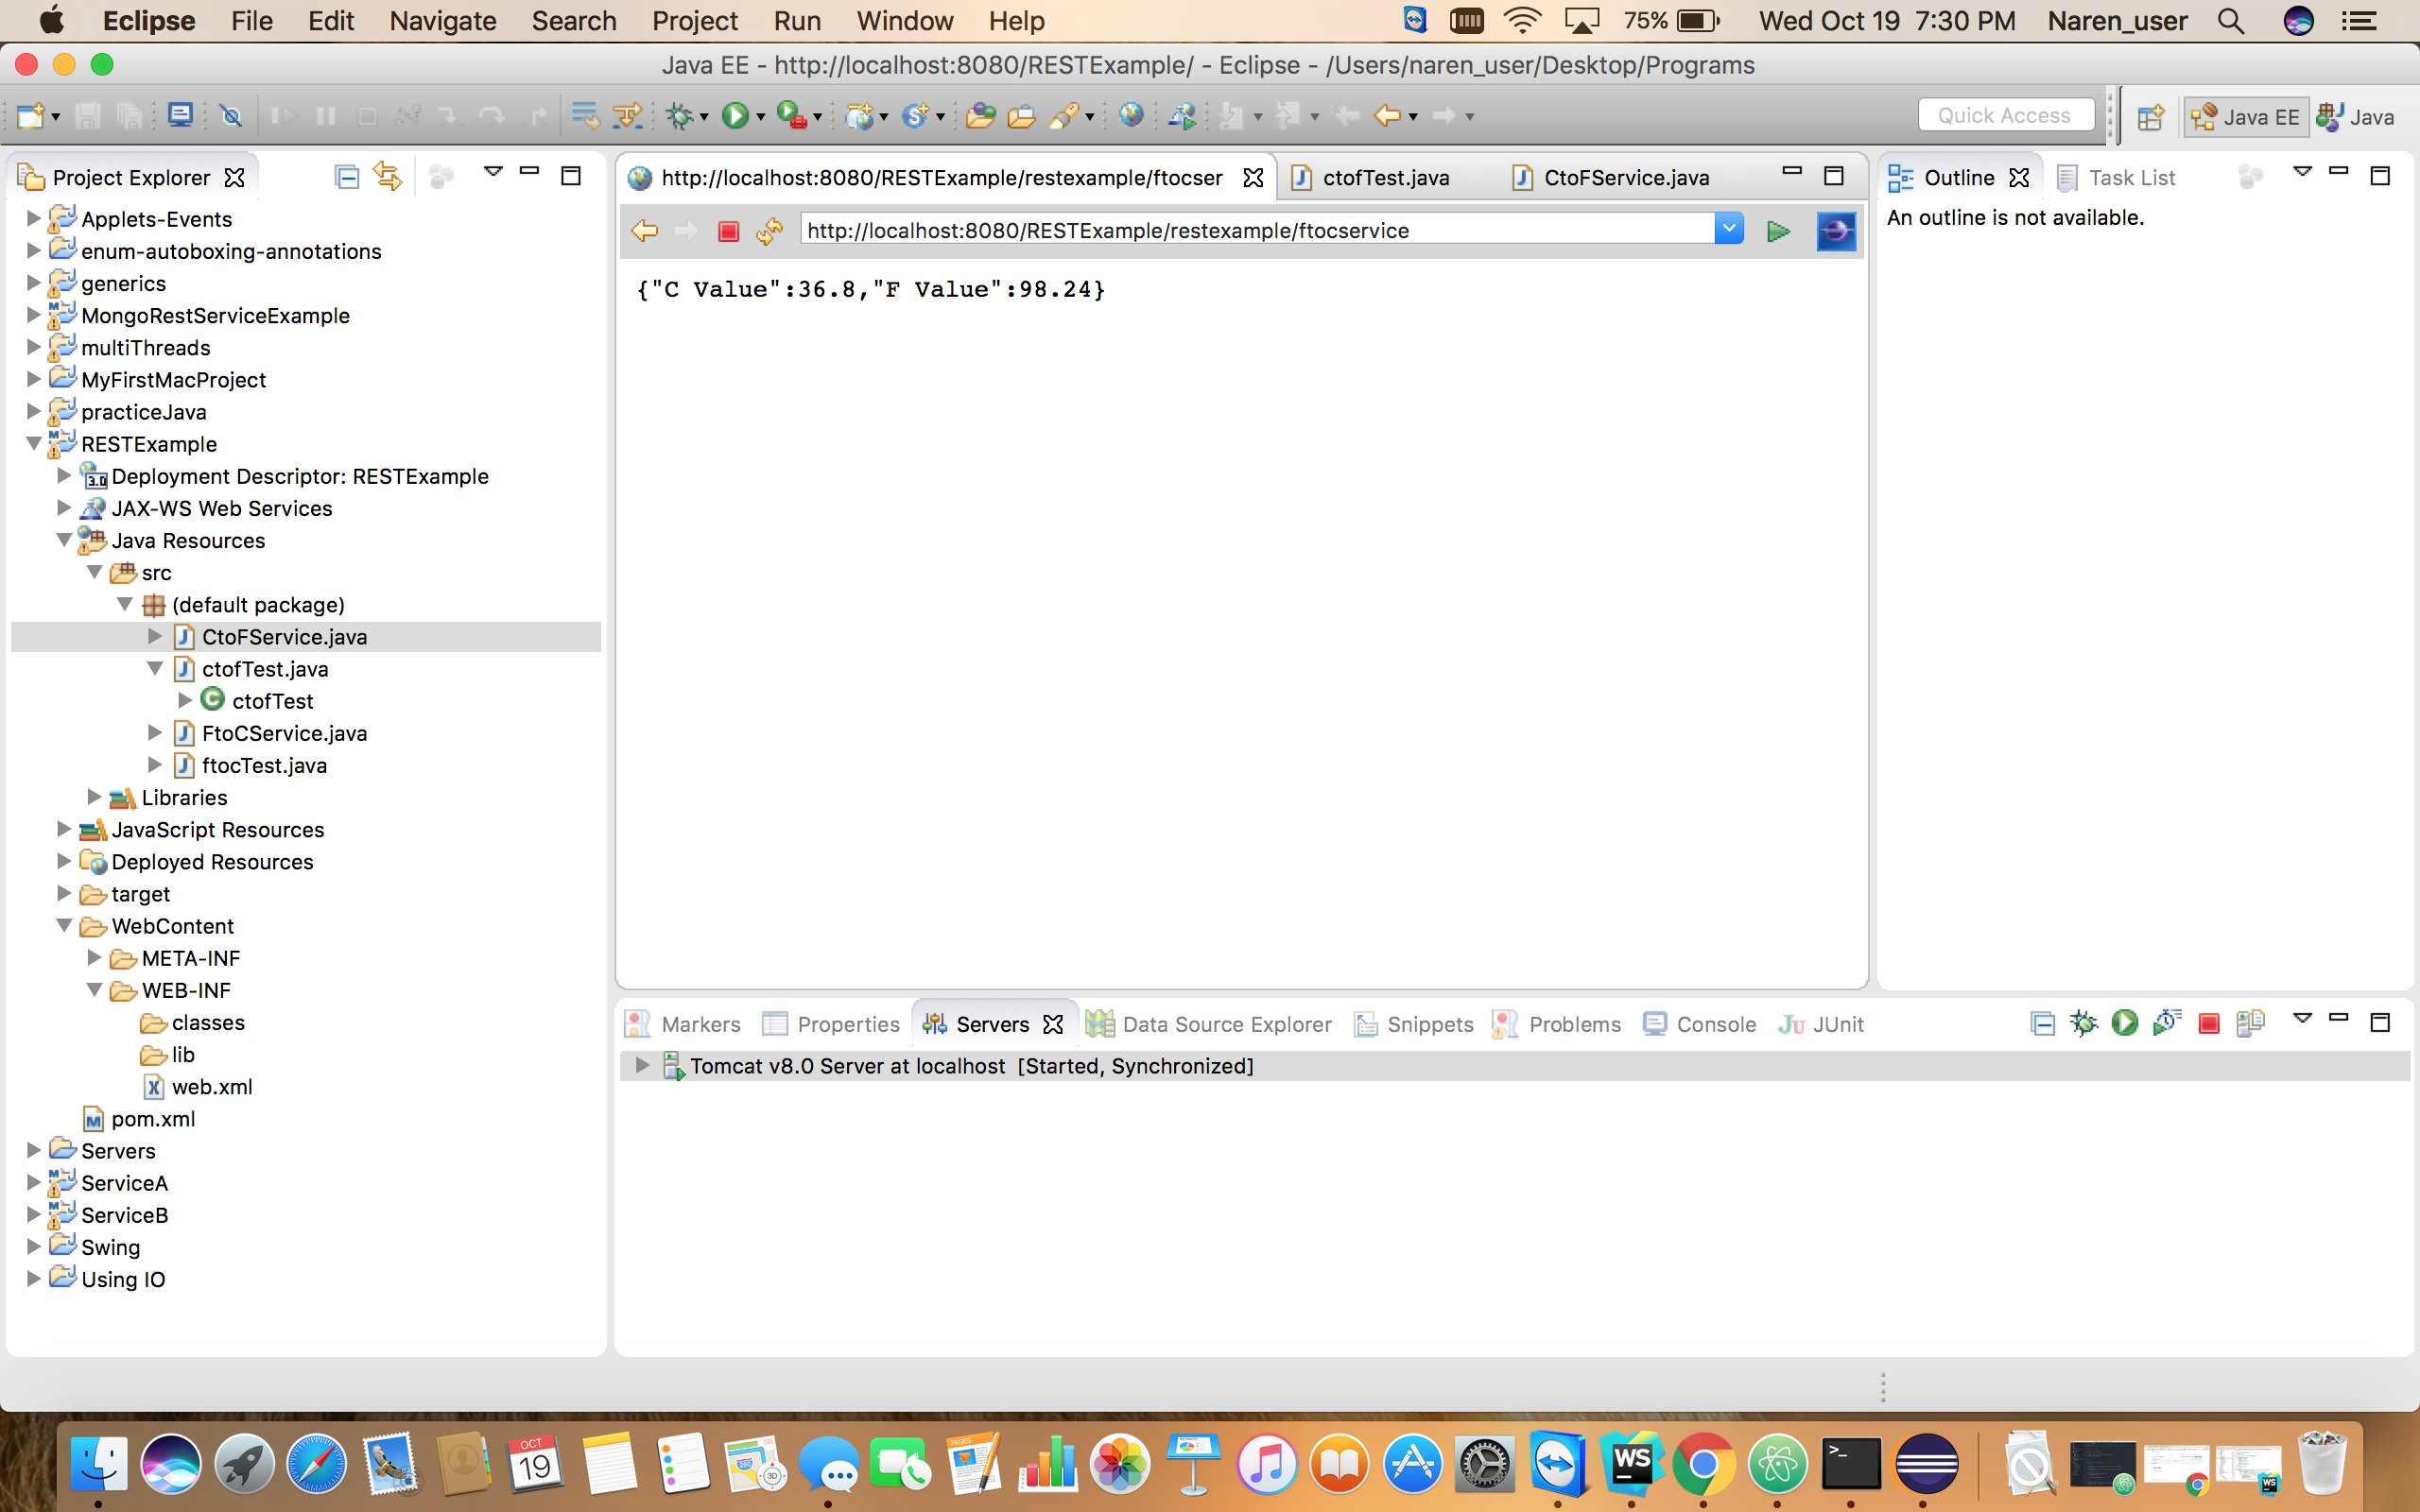 Eclipse File Edit Navigate Search Project Run Window Help 75% Wed Oct 19 7:30 PM Naren_user
Java EE - http://localhost:8080/RESTExample/ - Eclipse - /Users/naren_user/Desktop/Programs
Quick Access Java EE Java
Project Explorer
Applets-Events
enum-autoboxing-annotations
generics
MongoRestServiceExample
multiThreads
MyFirstMacProject
practiceJava
RESTExample
Deployment Descriptor: RESTExample
JAX-WS Web Services
Java Resources
src
(default package)
CtoFService.java
ctofTest.java
ctofTest
FtoCService.java
ftocTest.java
Libraries
JavaScript Resources
Deployed Resources
target
WebContent
META-INF
WEB-INF
classes
lib
web.xml
pom.xml
Servers
ServiceA
ServiceB
Swing
Using IO
http://localhost:8080/RESTExample/restexample/ftocser ctofTest.java CtoFService.java
http://localhost:8080/RESTExample/restexample/ftocservice
{"C Value":36.8,"F Value":98.24}
Outline Task List
An outline is not available.
Markers Properties Servers Data Source Explorer Snippets Problems Console JUnit
Tomcat v8.0 Server at localhost [Started, Synchronized]
OCT
19
PAGES
3D
WS